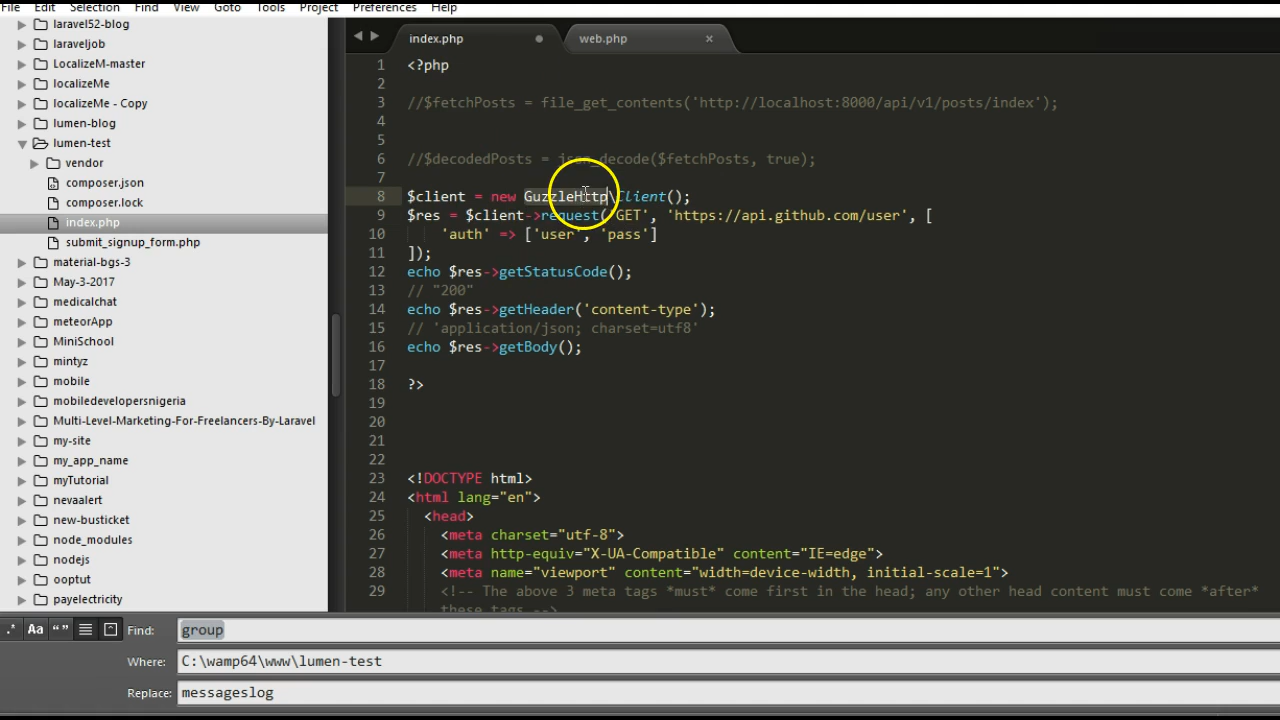 File Edit Selection Find View Goto Tools Project Preferences Help
laravel52-blog
laraveljob
LocalizeM-master
localizeMe
localizeMe - Copy
lumen-blog
lumen-test
vendor
composer.json
composer.lock
index.php
submit_signup_form.php
material-bgs-3
May-3-2017
medicalchat
meteorApp
MiniSchool
mintyz
mobile
mobiledevelopersnigeria
Multi-Level-Marketing-For-Freelancers-By-Laravel
my-site
my_app_name
myTutorial
nevaalert
new-busticket
node_modules
nodejs
ooptut
payelectricity
index.php
web.php ×
1 <?php
2
3 //$fetchPosts = file_get_contents('http://localhost:8000/api/v1/posts/index');
4
5
6 //$decodedPosts = json_decode($fetchPosts, true);
7
8 $client = new GuzzleHttp\Client();
9 $res = $client->request('GET', 'https://api.github.com/user', [
10 'auth' => ['user', 'pass']
11 ]);
12 echo $res->getStatusCode();
13 // "200"
14 echo $res->getHeader('content-type');
15 // 'application/json; charset=utf8'
16 echo $res->getBody();
17
18 ?>
19
20
21
22
23 <!DOCTYPE html>
24 <html lang="en">
25 <head>
26 <meta charset="utf-8">
27 <meta http-equiv="X-UA-Compatible" content="IE=edge">
28 <meta name="viewport" content="width=device-width, initial-scale=1">
29 <!-- The above 3 meta tags *must* come first in the head; any other head content must come *after*
these tags -->
.* Aa “ ” Find: group
Where: C:\wamp64\www\lumen-test
Replace: messageslog